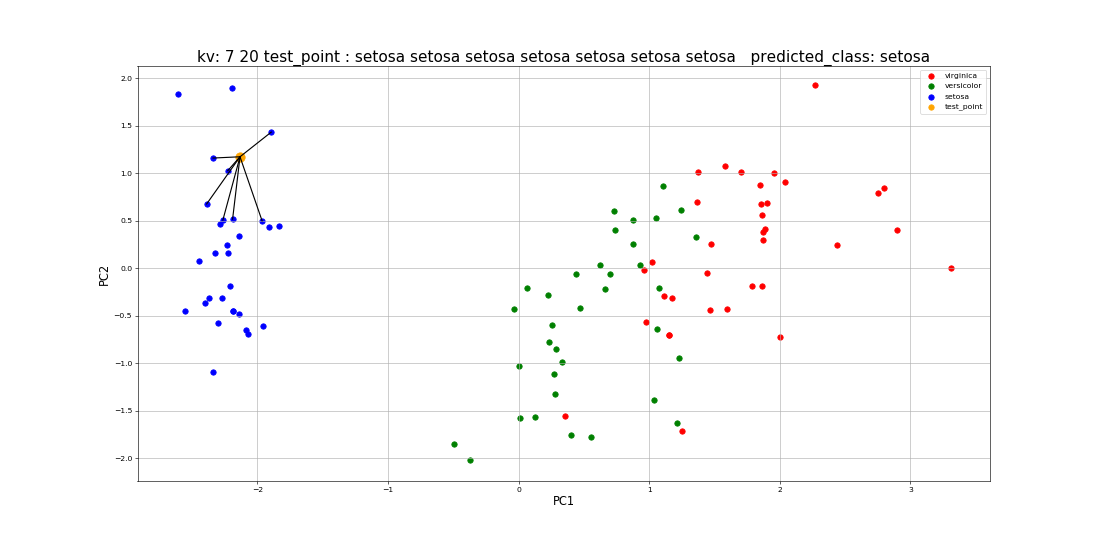 kv: 7 20 test_point : setosa setosa setosa setosa setosa setosa setosa   predicted_class: setosa
virginica
versicolor
setosa
test_point
2.0
1.5
1.0
0.5
0.0
−0.5
−1.0
−1.5
−2.0
PC2
−2 −1 0 1 2 3
PC1